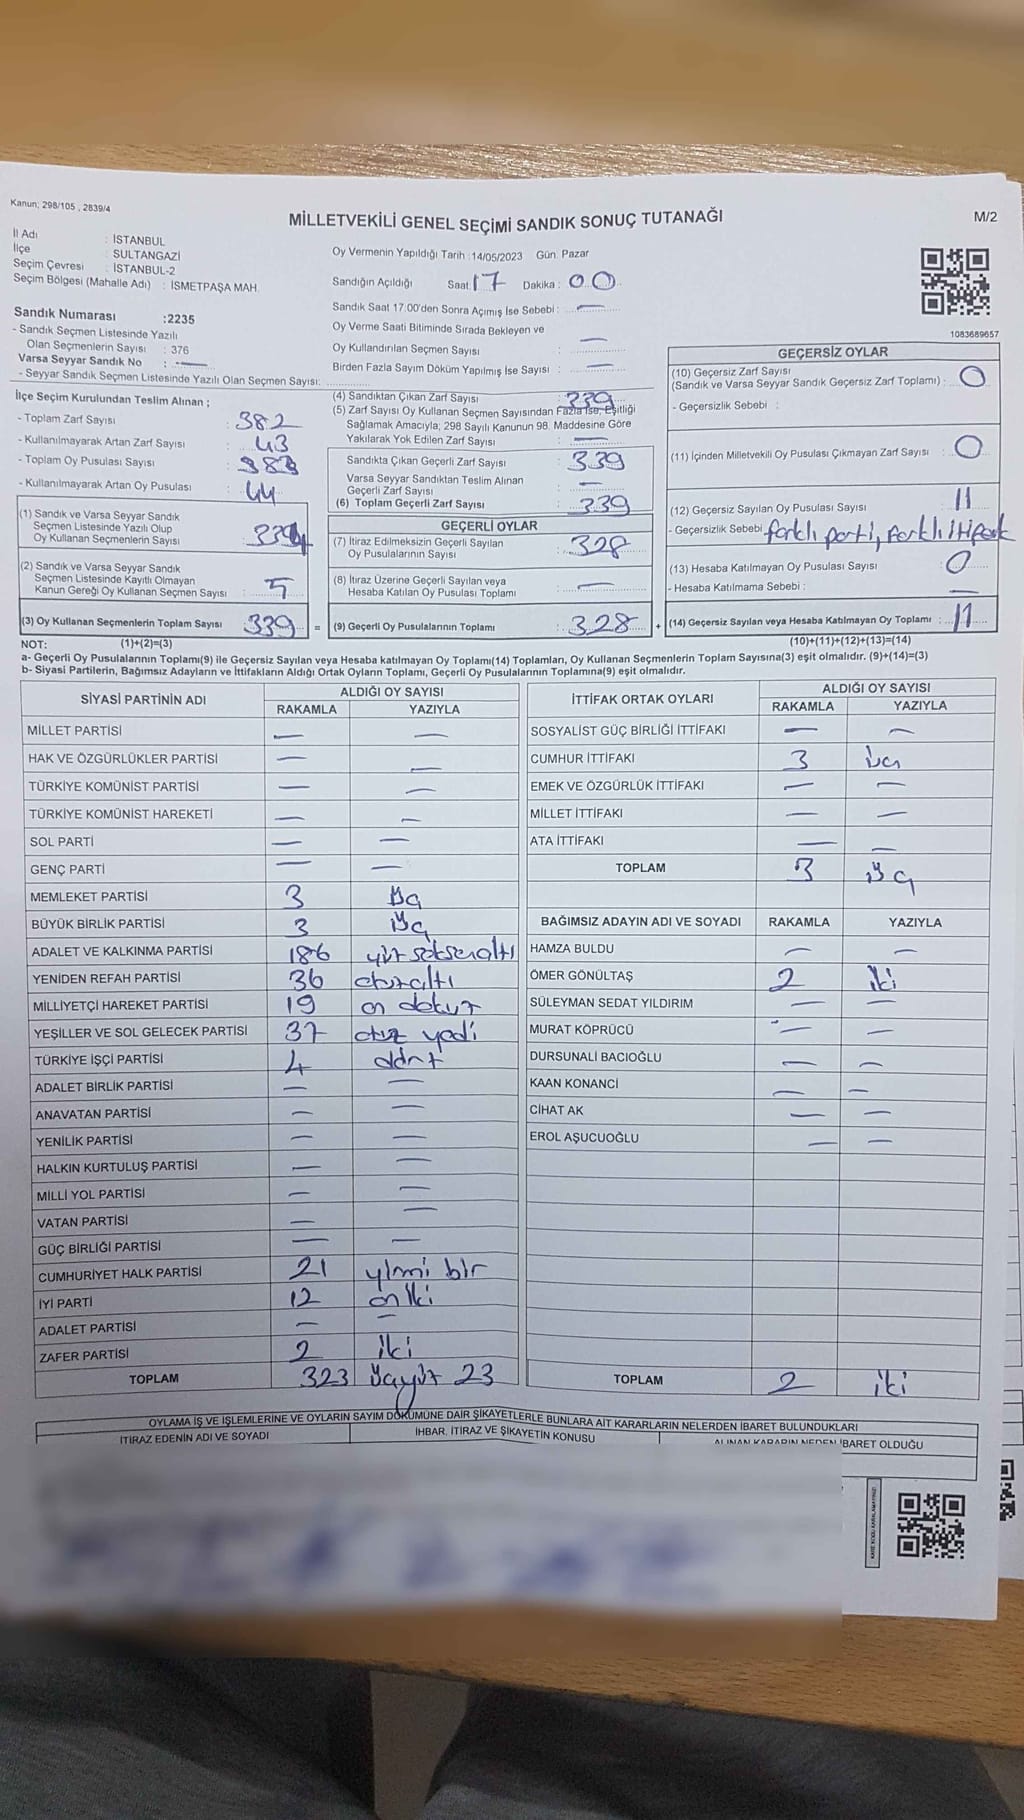 Kanun; 298/105 , 2839/4
MİLLETVEKİLİ GENEL SEÇİMİ SANDIK SONUÇ TUTANAĞI
M/2
İl Adı : İSTANBUL
İlçe : SULTANGAZİ
Seçim Çevresi : İSTANBUL-2
Seçim Bölgesi (Mahalle Adı) : İSMETPAŞA MAH.
Sandık Numarası :2235
- Sandık Seçmen Listesinde Yazılı
Olan Seçmenlerin Sayısı : 376
Varsa Seyyar Sandık No : —
- Seyyar Sandık Seçmen Listesinde Yazılı Olan Seçmen Sayısı:
Oy Vermenin Yapıldığı Tarih :14/05/2023 Gün: Pazar
Sandığın Açıldığı Saat: 17 Dakika : 00
Sandık Saat 17:00'den Sonra Açımış İse Sebebi : —
Oy Verme Saati Bitiminde Sırada Bekleyen ve
Oy Kullandırılan Seçmen Sayısı : —
Birden Fazla Sayım Döküm Yapılmış İse Sayısı : —
1083689657
İlçe Seçim Kurulundan Teslim Alınan ;
- Toplam Zarf Sayısı : 382
- Kullanılmayarak Artan Zarf Sayısı : 43
- Toplam Oy Pusulası Sayısı : 383
- Kullanılmayarak Artan Oy Pusulası : 44
(1) Sandık ve Varsa Seyyar Sandık
Seçmen Listesinde Yazılı Olup
Oy Kullanan Seçmenlerin Sayısı : 334
(2) Sandık ve Varsa Seyyar Sandık
Seçmen Listesinde Kayıtlı Olmayan
Kanun Gereği Oy Kullanan Seçmen Sayısı : 5
(3) Oy Kullanan Seçmenlerin Toplam Sayısı : 339 =
(4) Sandıktan Çıkan Zarf Sayısı : 339
(5) Zarf Sayısı Oy Kullanan Seçmen Sayısından Fazla İse, Eşitliği
Sağlamak Amacıyla; 298 Sayılı Kanunun 98. Maddesine Göre
Yakılarak Yok Edilen Zarf Sayısı : —
Sandıkta Çıkan Geçerli Zarf Sayısı : 339
Varsa Seyyar Sandıktan Teslim Alınan
Geçerli Zarf Sayısı : —
(6) Toplam Geçerli Zarf Sayısı : 339
GEÇERLİ OYLAR
(7) İtiraz Edilmeksizin Geçerli Sayılan
Oy Pusulalarının Sayısı : 328
(8) İtiraz Üzerine Geçerli Sayılan veya
Hesaba Katılan Oy Pusulası Toplamı : —
(9) Geçerli Oy Pusulalarının Toplamı : 328 +
GEÇERSİZ OYLAR
(10) Geçersiz Zarf Sayısı
(Sandık ve Varsa Seyyar Sandık Geçersiz Zarf Toplamı) : 0
- Geçersizlik Sebebi :
(11) İçinden Milletvekili Oy Pusulası Çıkmayan Zarf Sayısı : 0
(12) Geçersiz Sayılan Oy Pusulası Sayısı : 11
- Geçersizlik Sebebi : farklı parti, farklı itifak
(13) Hesaba Katılmayan Oy Pusulası Sayısı : 0
- Hesaba Katılmama Sebebi : —
(14) Geçersiz Sayılan veya Hesaba Katılmayan Oy Toplamı : 11
NOT: (1)+(2)=(3) (10)+(11)+(12)+(13)=(14)
a- Geçerli Oy Pusulalarının Toplamı(9) ile Geçersiz Sayılan veya Hesaba katılmayan Oy Toplamı(14) Toplamları, Oy Kullanan Seçmenlerin Toplam Sayısına(3) eşit olmalıdır. (9)+(14)=(3)
b- Siyasi Partilerin, Bağımsız Adayların ve İttifakların Aldığı Ortak Oyların Toplamı, Geçerli Oy Pusulalarının Toplamına(9) eşit olmalıdır.
SİYASİ PARTİNİN ADI ALDIĞI OY SAYISI
RAKAMLA YAZIYLA
MİLLET PARTİSİ — —
HAK VE ÖZGÜRLÜKLER PARTİSİ — —
TÜRKİYE KOMÜNİST PARTİSİ — —
TÜRKİYE KOMÜNİST HAREKETİ — —
SOL PARTİ — —
GENÇ PARTİ — —
MEMLEKET PARTİSİ 3 üç
BÜYÜK BİRLİK PARTİSİ 3 üç
ADALET VE KALKINMA PARTİSİ 186 yüz seksenaltı
YENİDEN REFAH PARTİSİ 36 otuzaltı
MİLLİYETÇİ HAREKET PARTİSİ 19 on dokuz
YEŞİLLER VE SOL GELECEK PARTİSİ 37 otuz yedi
TÜRKİYE İŞÇİ PARTİSİ 4 dört
ADALET BİRLİK PARTİSİ — —
ANAVATAN PARTİSİ — —
YENİLİK PARTİSİ — —
HALKIN KURTULUŞ PARTİSİ — —
MİLLİ YOL PARTİSİ — —
VATAN PARTİSİ — —
GÜÇ BİRLİĞİ PARTİSİ — —
CUMHURİYET HALK PARTİSİ 21 yirmi bir
İYİ PARTİ 12 on iki
ADALET PARTİSİ — —
ZAFER PARTİSİ 2 iki
TOPLAM 323 üçyüz 23
İTTİFAK ORTAK OYLARI ALDIĞI OY SAYISI
RAKAMLA YAZIYLA
SOSYALİST GÜÇ BİRLİĞİ İTTİFAKI — —
CUMHUR İTTİFAKI 3 üç
EMEK VE ÖZGÜRLÜK İTTİFAKI — —
MİLLET İTTİFAKI — —
ATA İTTİFAKI — —
TOPLAM 3 üç
BAĞIMSIZ ADAYIN ADI VE SOYADI RAKAMLA YAZIYLA
HAMZA BULDU — —
ÖMER GÖNÜLTAŞ 2 iki
SÜLEYMAN SEDAT YILDIRIM — —
MURAT KÖPRÜCÜ — —
DURSUNALİ BACIOĞLU — —
KAAN KONANCİ — —
CİHAT AK — —
EROL AŞUCUOĞLU — —
TOPLAM 2 iki
OYLAMA İŞ VE İŞLEMLERİNE VE OYLARIN SAYIM DÖKÜMÜNE DAİR ŞİKAYETLERLE BUNLARA AİT KARARLARIN NELERDEN İBARET BULUNDUKLARI
İTİRAZ EDENİN ADI VE SOYADI İHBAR, İTİRAZ VE ŞİKAYETİN KONUSU ALINAN KARARIN NEDEN İBARET OLDUĞU